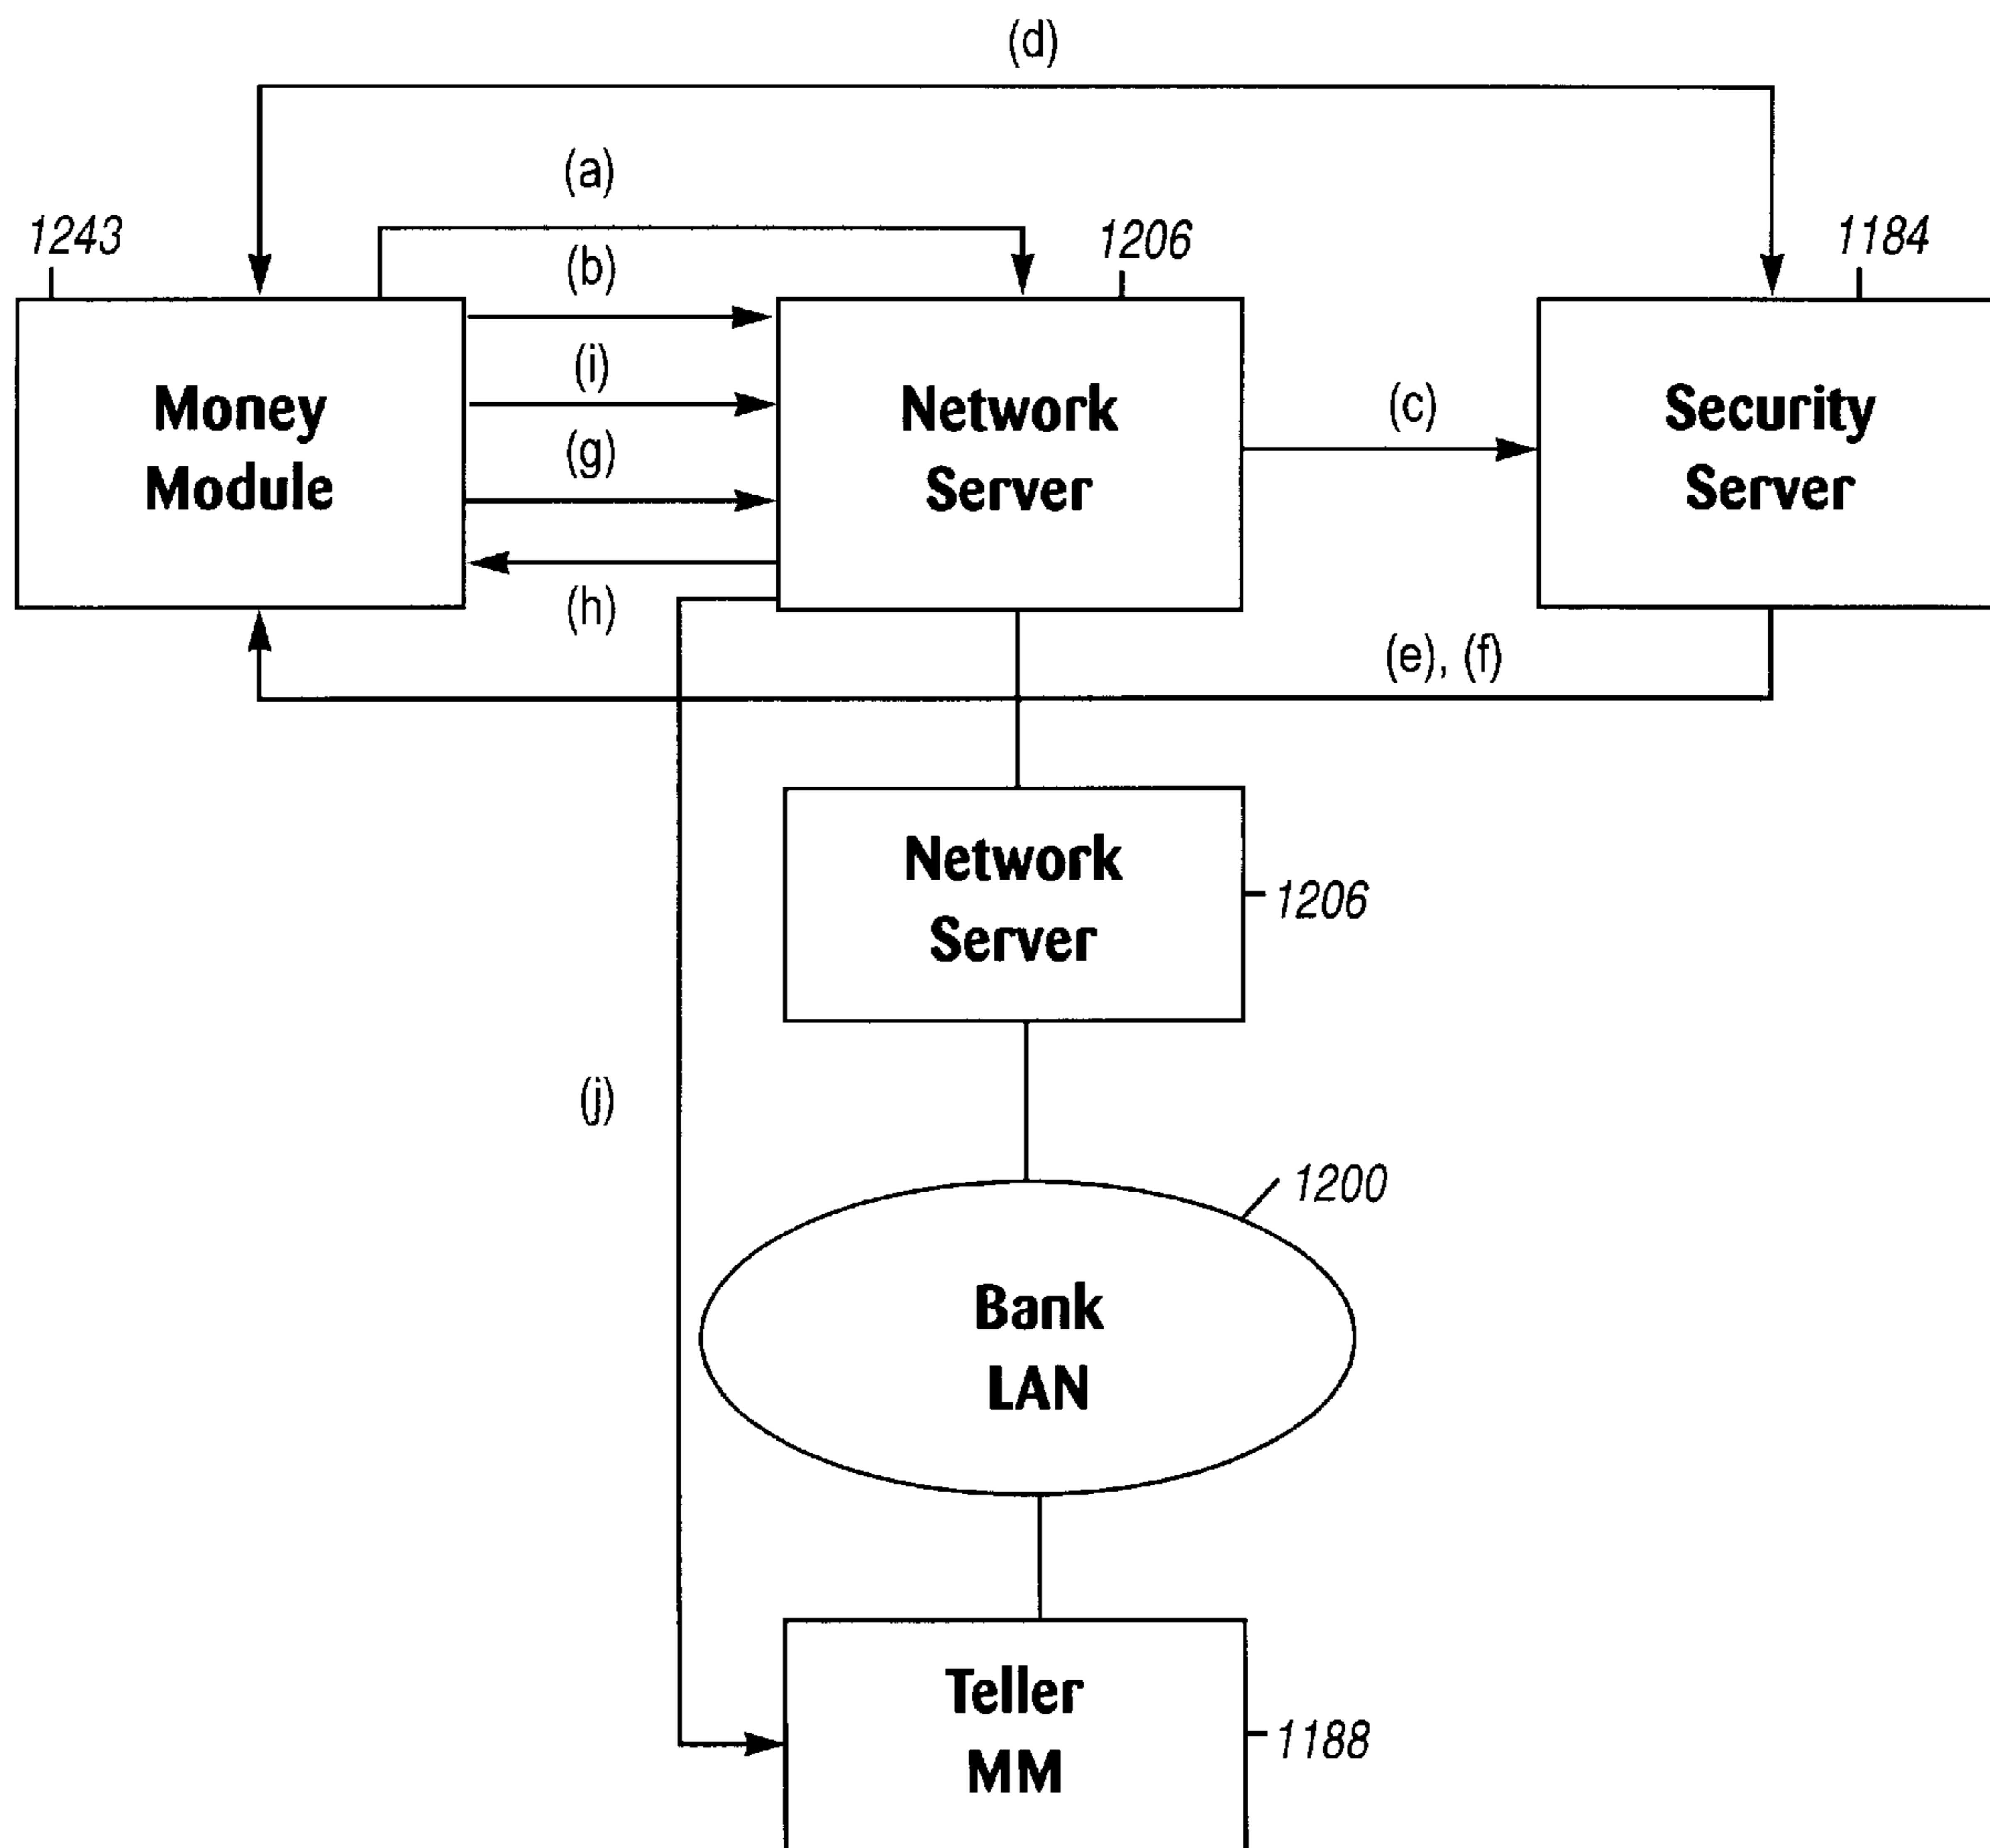 (d)
(a)
1243
1206
1184
(b)
(i)
(g)
(h)
Money
Module
Network
Server
(c)
Security
Server
(e), (f)
Network
Server
1206
(j)
1200
Bank
LAN
Teller
MM
1188